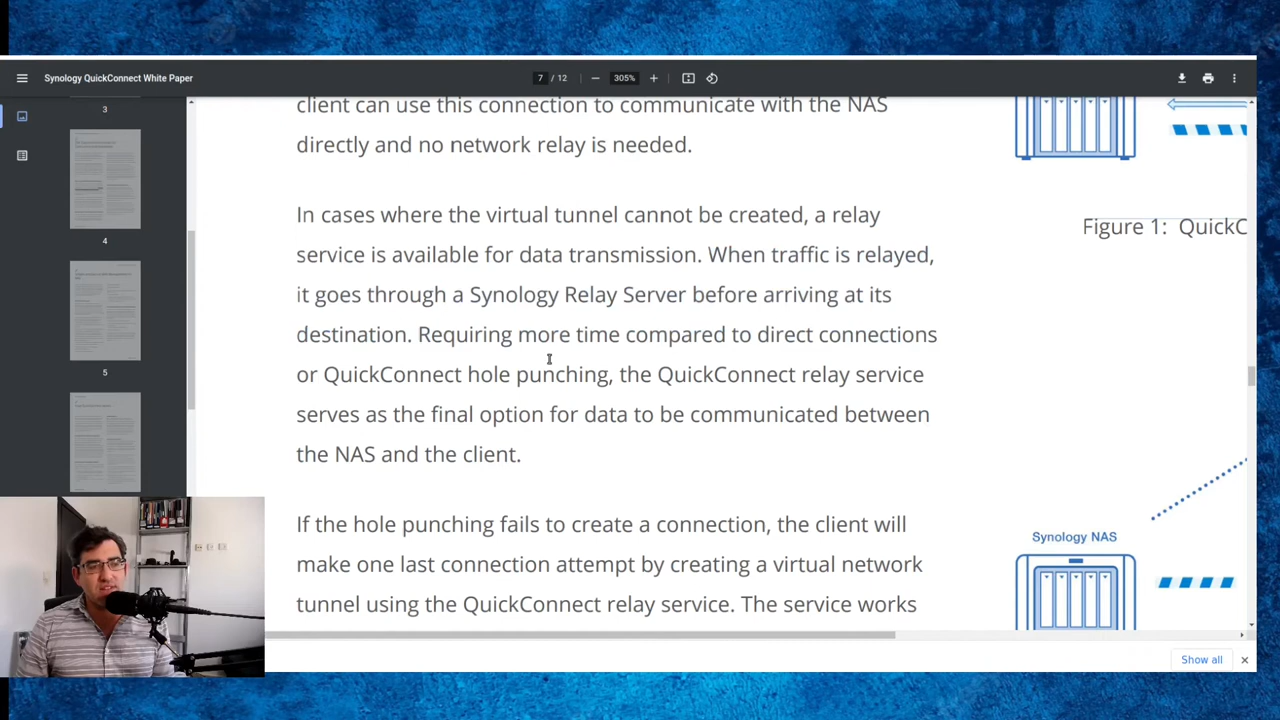 Synology QuickConnect White Paper
7 / 12
305%
3
4
5
client can use this connection to communicate with the NAS
directly and no network relay is needed.
In cases where the virtual tunnel cannot be created, a relay
service is available for data transmission. When traffic is relayed,
it goes through a Synology Relay Server before arriving at its
destination. Requiring more time compared to direct connections
or QuickConnect hole punching, the QuickConnect relay service
serves as the final option for data to be communicated between
the NAS and the client.
If the hole punching fails to create a connection, the client will
make one last connection attempt by creating a virtual network
tunnel using the QuickConnect relay service. The service works
Figure 1: QuickC
Synology NAS
Show all